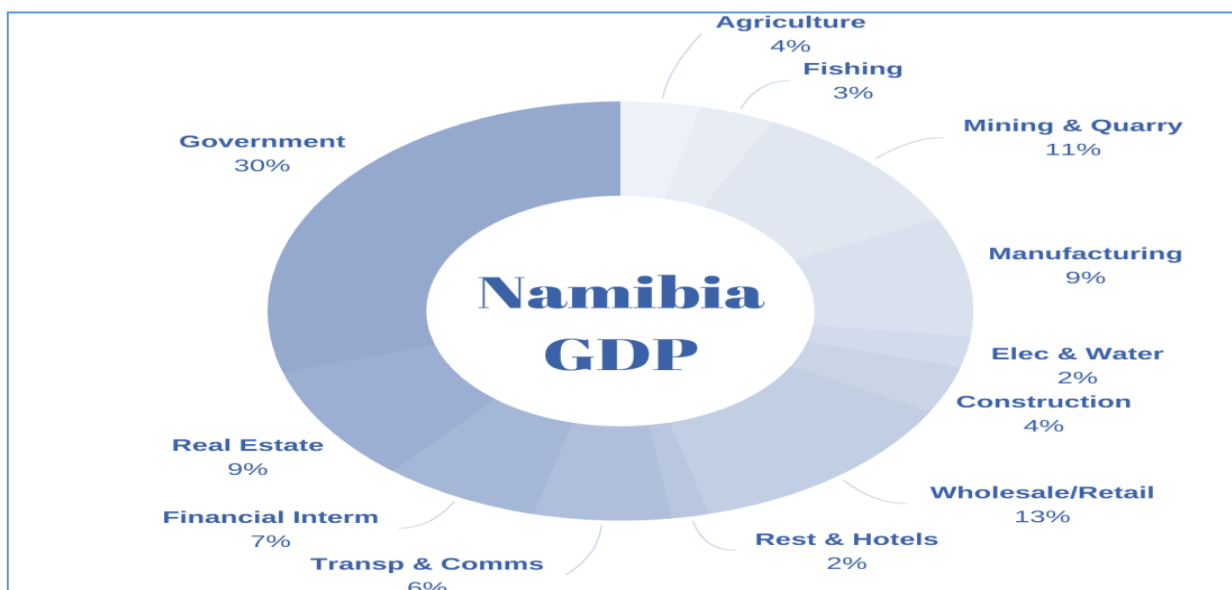 Agriculture
4%
Fishing
3%
Mining & Quarry
11%
Manufacturing
9%
Elec & Water
2%
Construction
4%
Wholesale/Retail
13%
Rest & Hotels
2%
Transp & Comms
6%
Financial Interm
7%
Real Estate
9%
Government
30%
Namibia
GDP